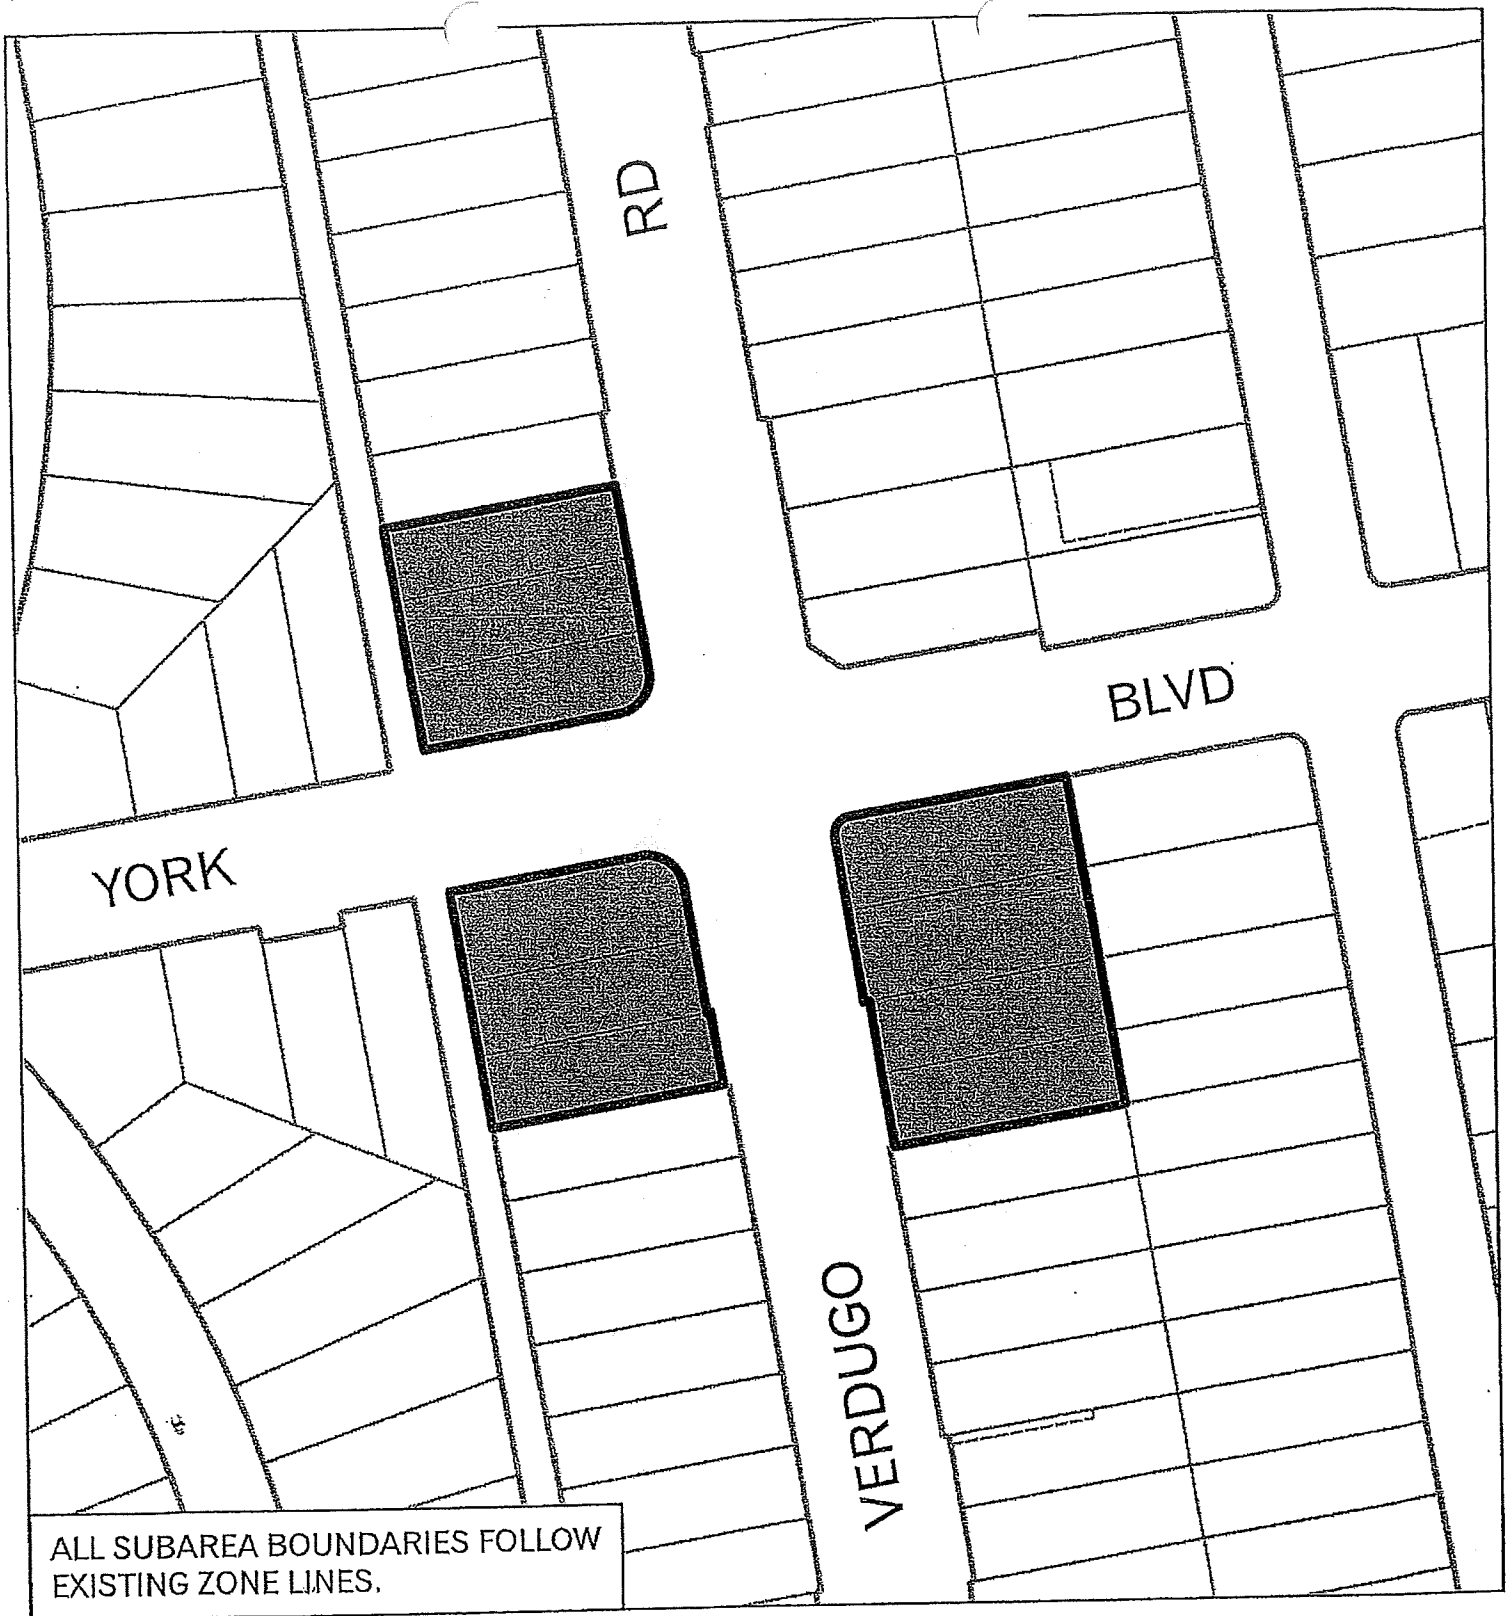 RD
BLVD
YORK
VERDUGO
ALL SUBAREA BOUNDARIES FOLLOW
EXISTING ZONE LINES.